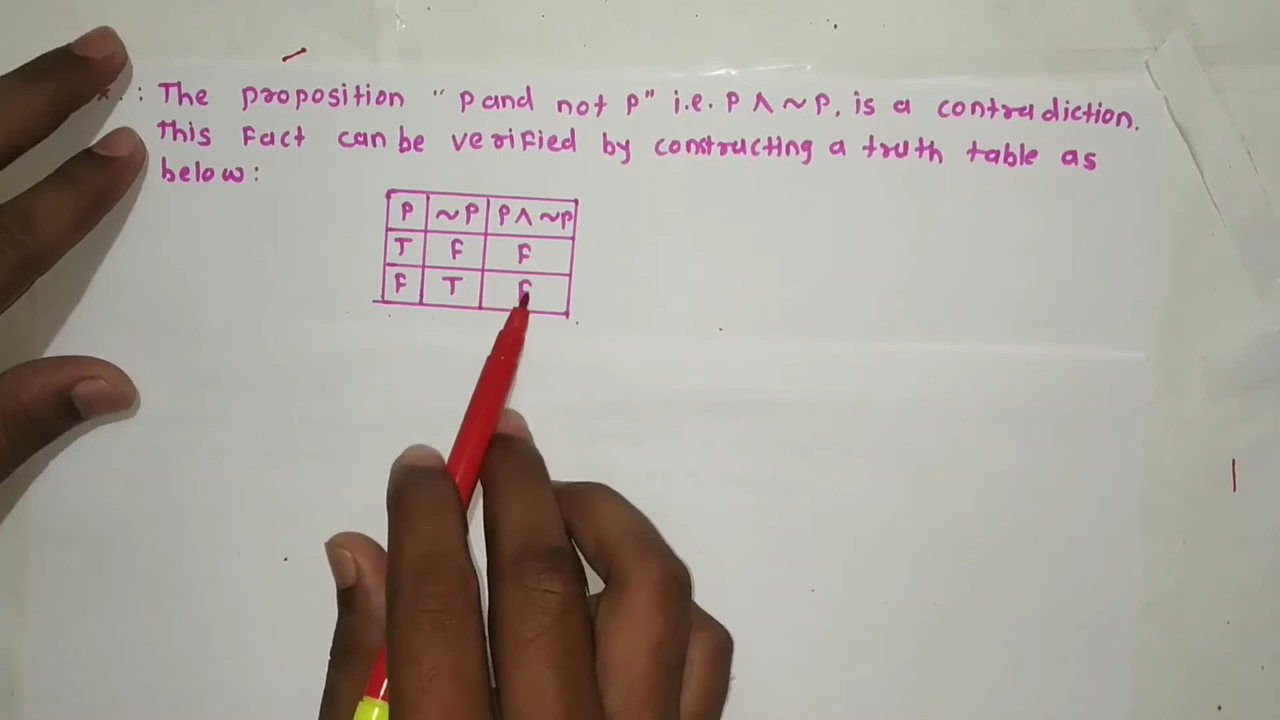 : The proposition " p and not p" i.e. P ∧ ~ P, is a contradiction.
This Fact can be verified by constructing a truth table as
below:
P ~P P ∧ ~P
T F F
F T F